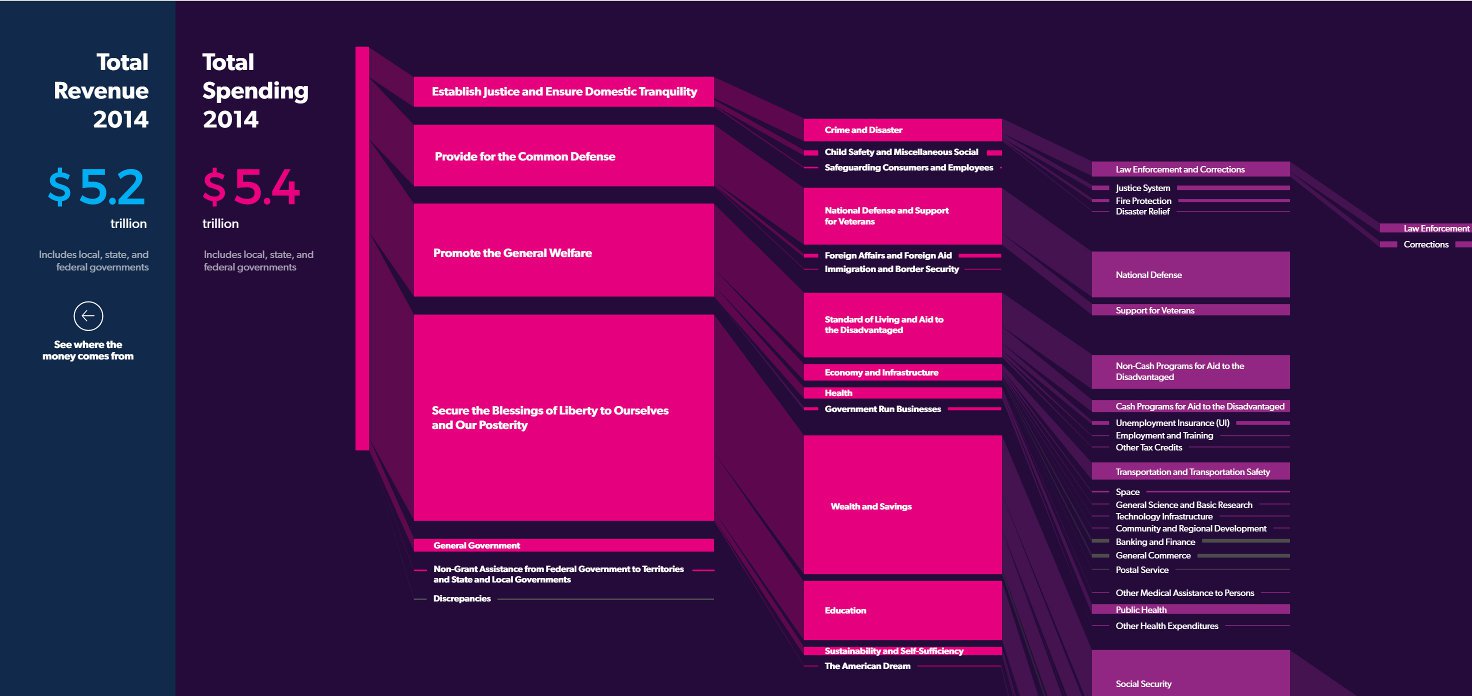 Total
Revenue
2014
$5.2
trillion
Includes local, state, and
federal governments
See where the
money comes from
Total
Spending
2014
$5.4
trillion
Includes local, state, and
federal governments
Establish Justice and Ensure Domestic Tranquility
Provide for the Common Defense
Promote the General Welfare
Secure the Blessings of Liberty to Ourselves
and Our Posterity
General Government
Non-Grant Assistance from Federal Government to Territories
and State and Local Governments
Discrepancies
Crime and Disaster
Child Safety and Miscellaneous Social
Safeguarding Consumers and Employees
National Defense and Support
for Veterans
Foreign Affairs and Foreign Aid
Immigration and Border Security
Standard of Living and Aid to
the Disadvantaged
Economy and Infrastructure
Health
Government Run Businesses
Wealth and Savings
Education
Sustainability and Self-Sufficiency
The American Dream
Law Enforcement and Corrections
Justice System
Fire Protection
Disaster Relief
National Defense
Support for Veterans
Non-Cash Programs for Aid to the
Disadvantaged
Cash Programs for Aid to the Disadvantaged
Unemployment Insurance (UI)
Employment and Training
Other Tax Credits
Transportation and Transportation Safety
Space
General Science and Basic Research
Technology Infrastructure
Community and Regional Development
Banking and Finance
General Commerce
Postal Service
Other Medical Assistance to Persons
Public Health
Other Health Expenditures
Social Security
Law Enforcement
Corrections